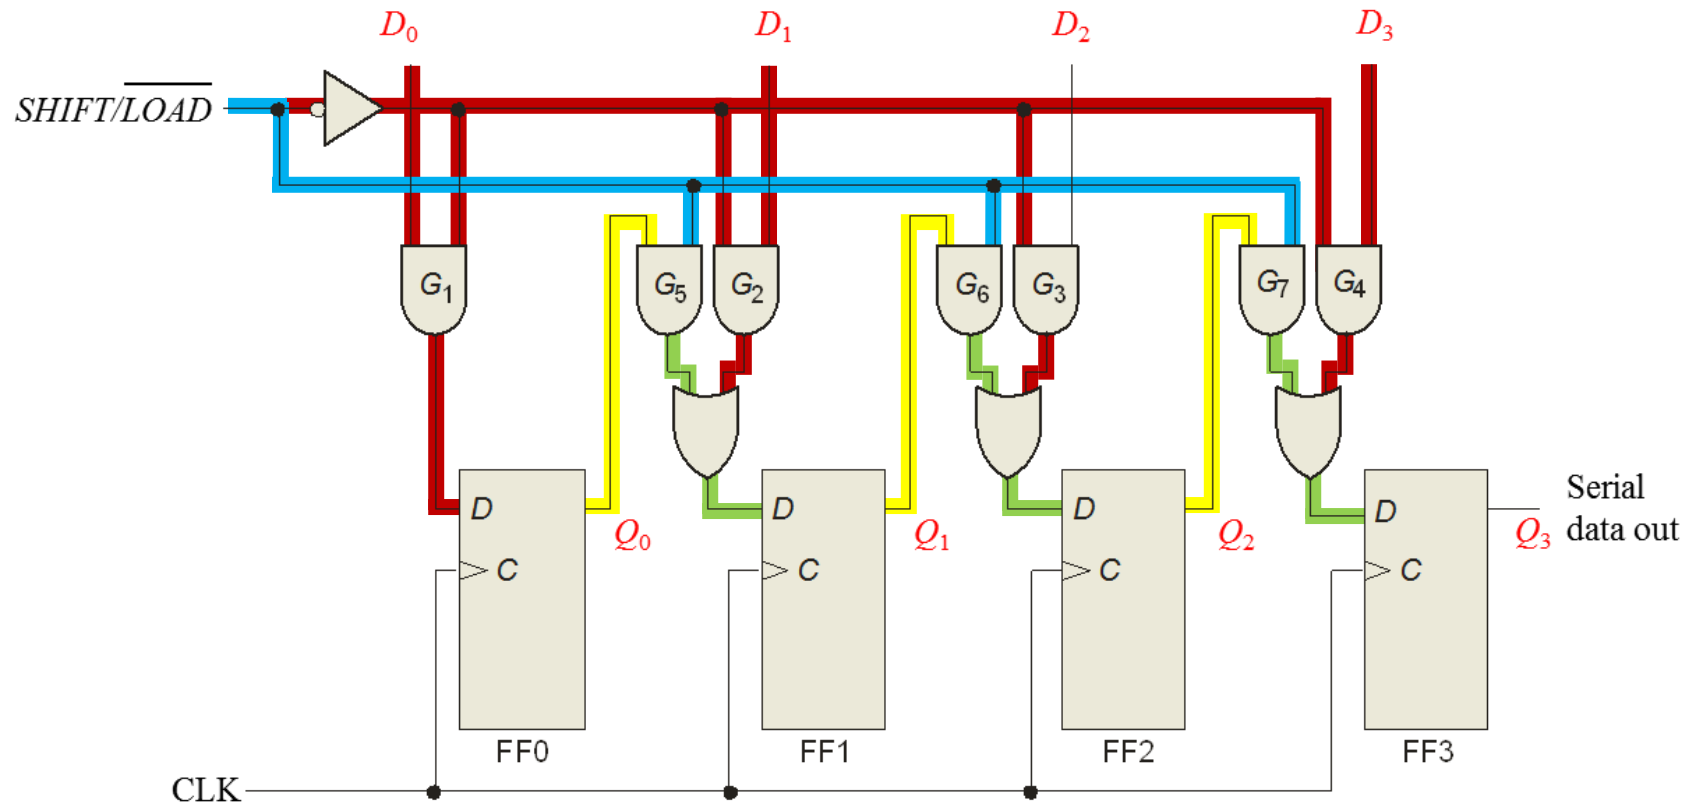 D0 D1 D2 D3
SHIFT/LOAD
G1 G5 G2 G6 G3 G7 G4
D D D D
Q0 Q1 Q2 Q3
Serial
data out
C C C C
FF0 FF1 FF2 FF3
CLK